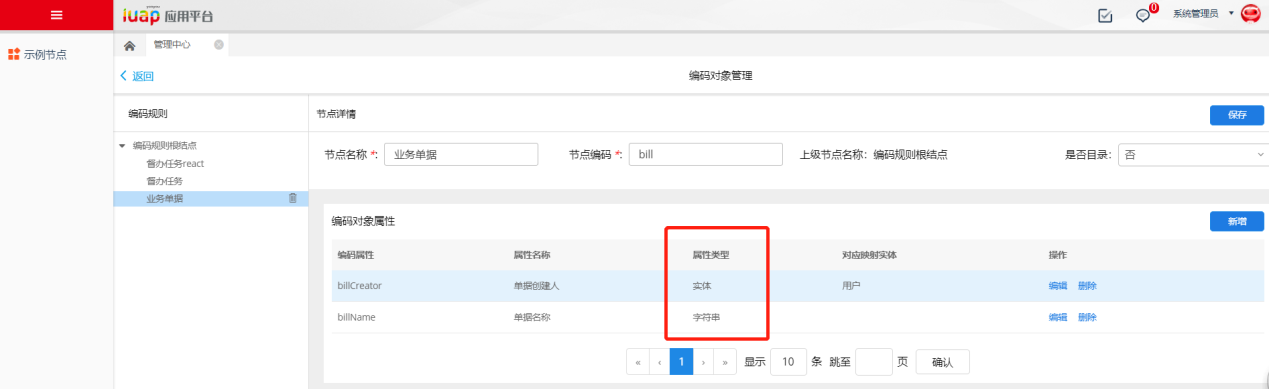 iuap 应用平台
0
系统管理员
示例节点
管理中心
返回
编码对象管理
编码规则
节点详情
保存
编码规则根结点
督办任务react
督办任务
业务单据
节点名称 *: 业务单据
节点编码 *: bill
上级节点名称: 编码规则根结点
是否目录: 否
编码对象属性
新增
编码属性 属性名称 属性类型 对应映射实体 操作
billCreator 单据创建人 实体 用户 编辑 删除
billName 单据名称 字符串 编辑 删除
« ‹ 1 › » 显示 10 条 跳至 页 确认